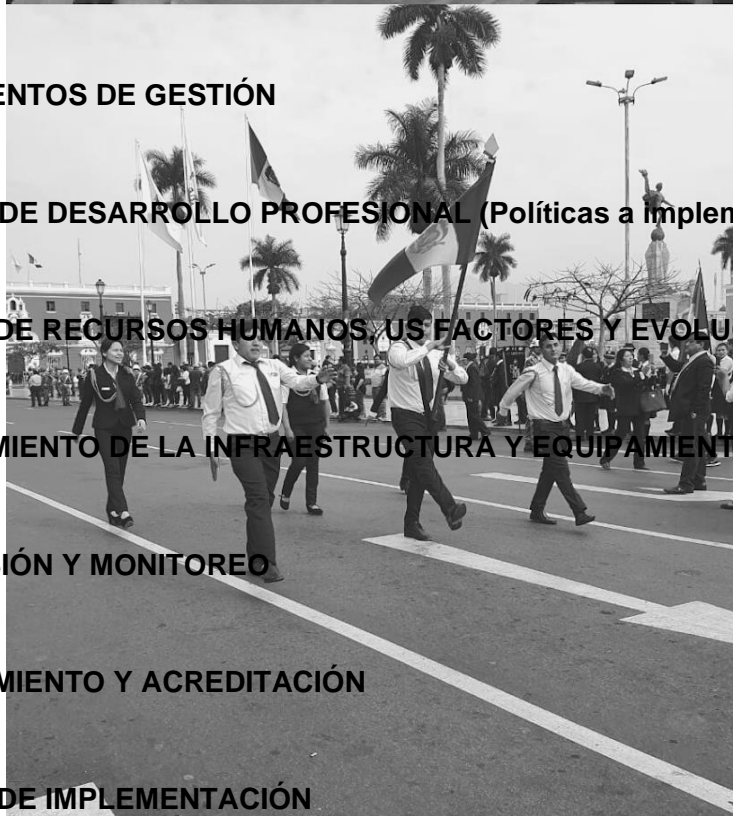 ENTOS DE GESTIÓN
DE DESARROLLO PROFESIONAL (Políticas a implem
DE RECURSOS HUMANOS, US FACTORES Y EVOLU
MIENTO DE LA INFRAESTRUCTURA Y EQUIPAMIENT
IÓN Y MONITOREO
MIENTO Y ACREDITACIÓN
DE IMPLEMENTACIÓN